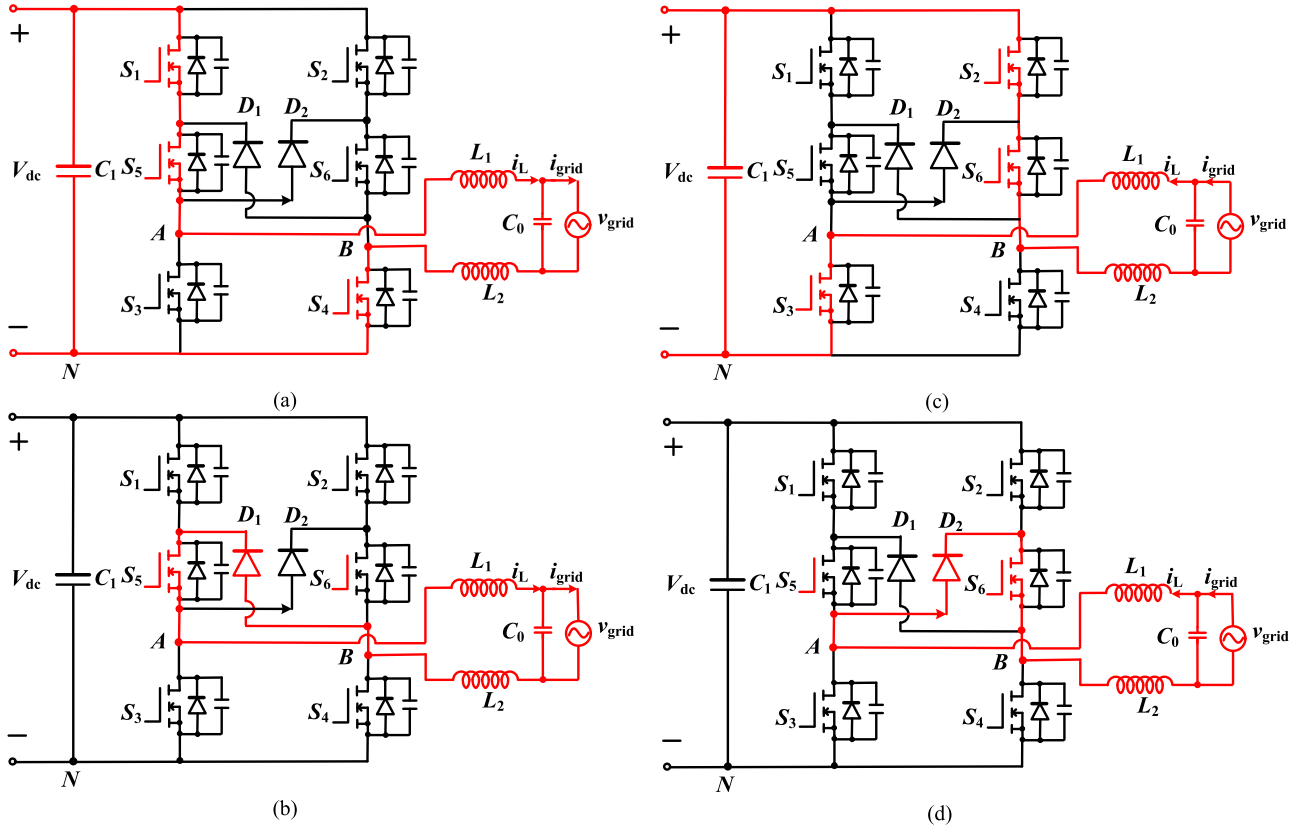 +
S1
S2
D1
D2
Vdc
C1
S5
S6
L1
iL
igrid
A
B
C0
vgrid
L2
S3
S4
−
N
(a)
+
S1
S2
D1
D2
Vdc
C1
S5
S6
L1
iL
igrid
A
B
C0
vgrid
L2
S3
S4
−
N
(c)
+
S1
S2
D1
D2
Vdc
C1
S5
S6
L1
iL
igrid
A
B
C0
vgrid
L2
S3
S4
−
N
(b)
+
S1
S2
D1
D2
Vdc
C1
S5
S6
L1
iL
igrid
A
B
C0
vgrid
L2
S3
S4
−
N
(d)